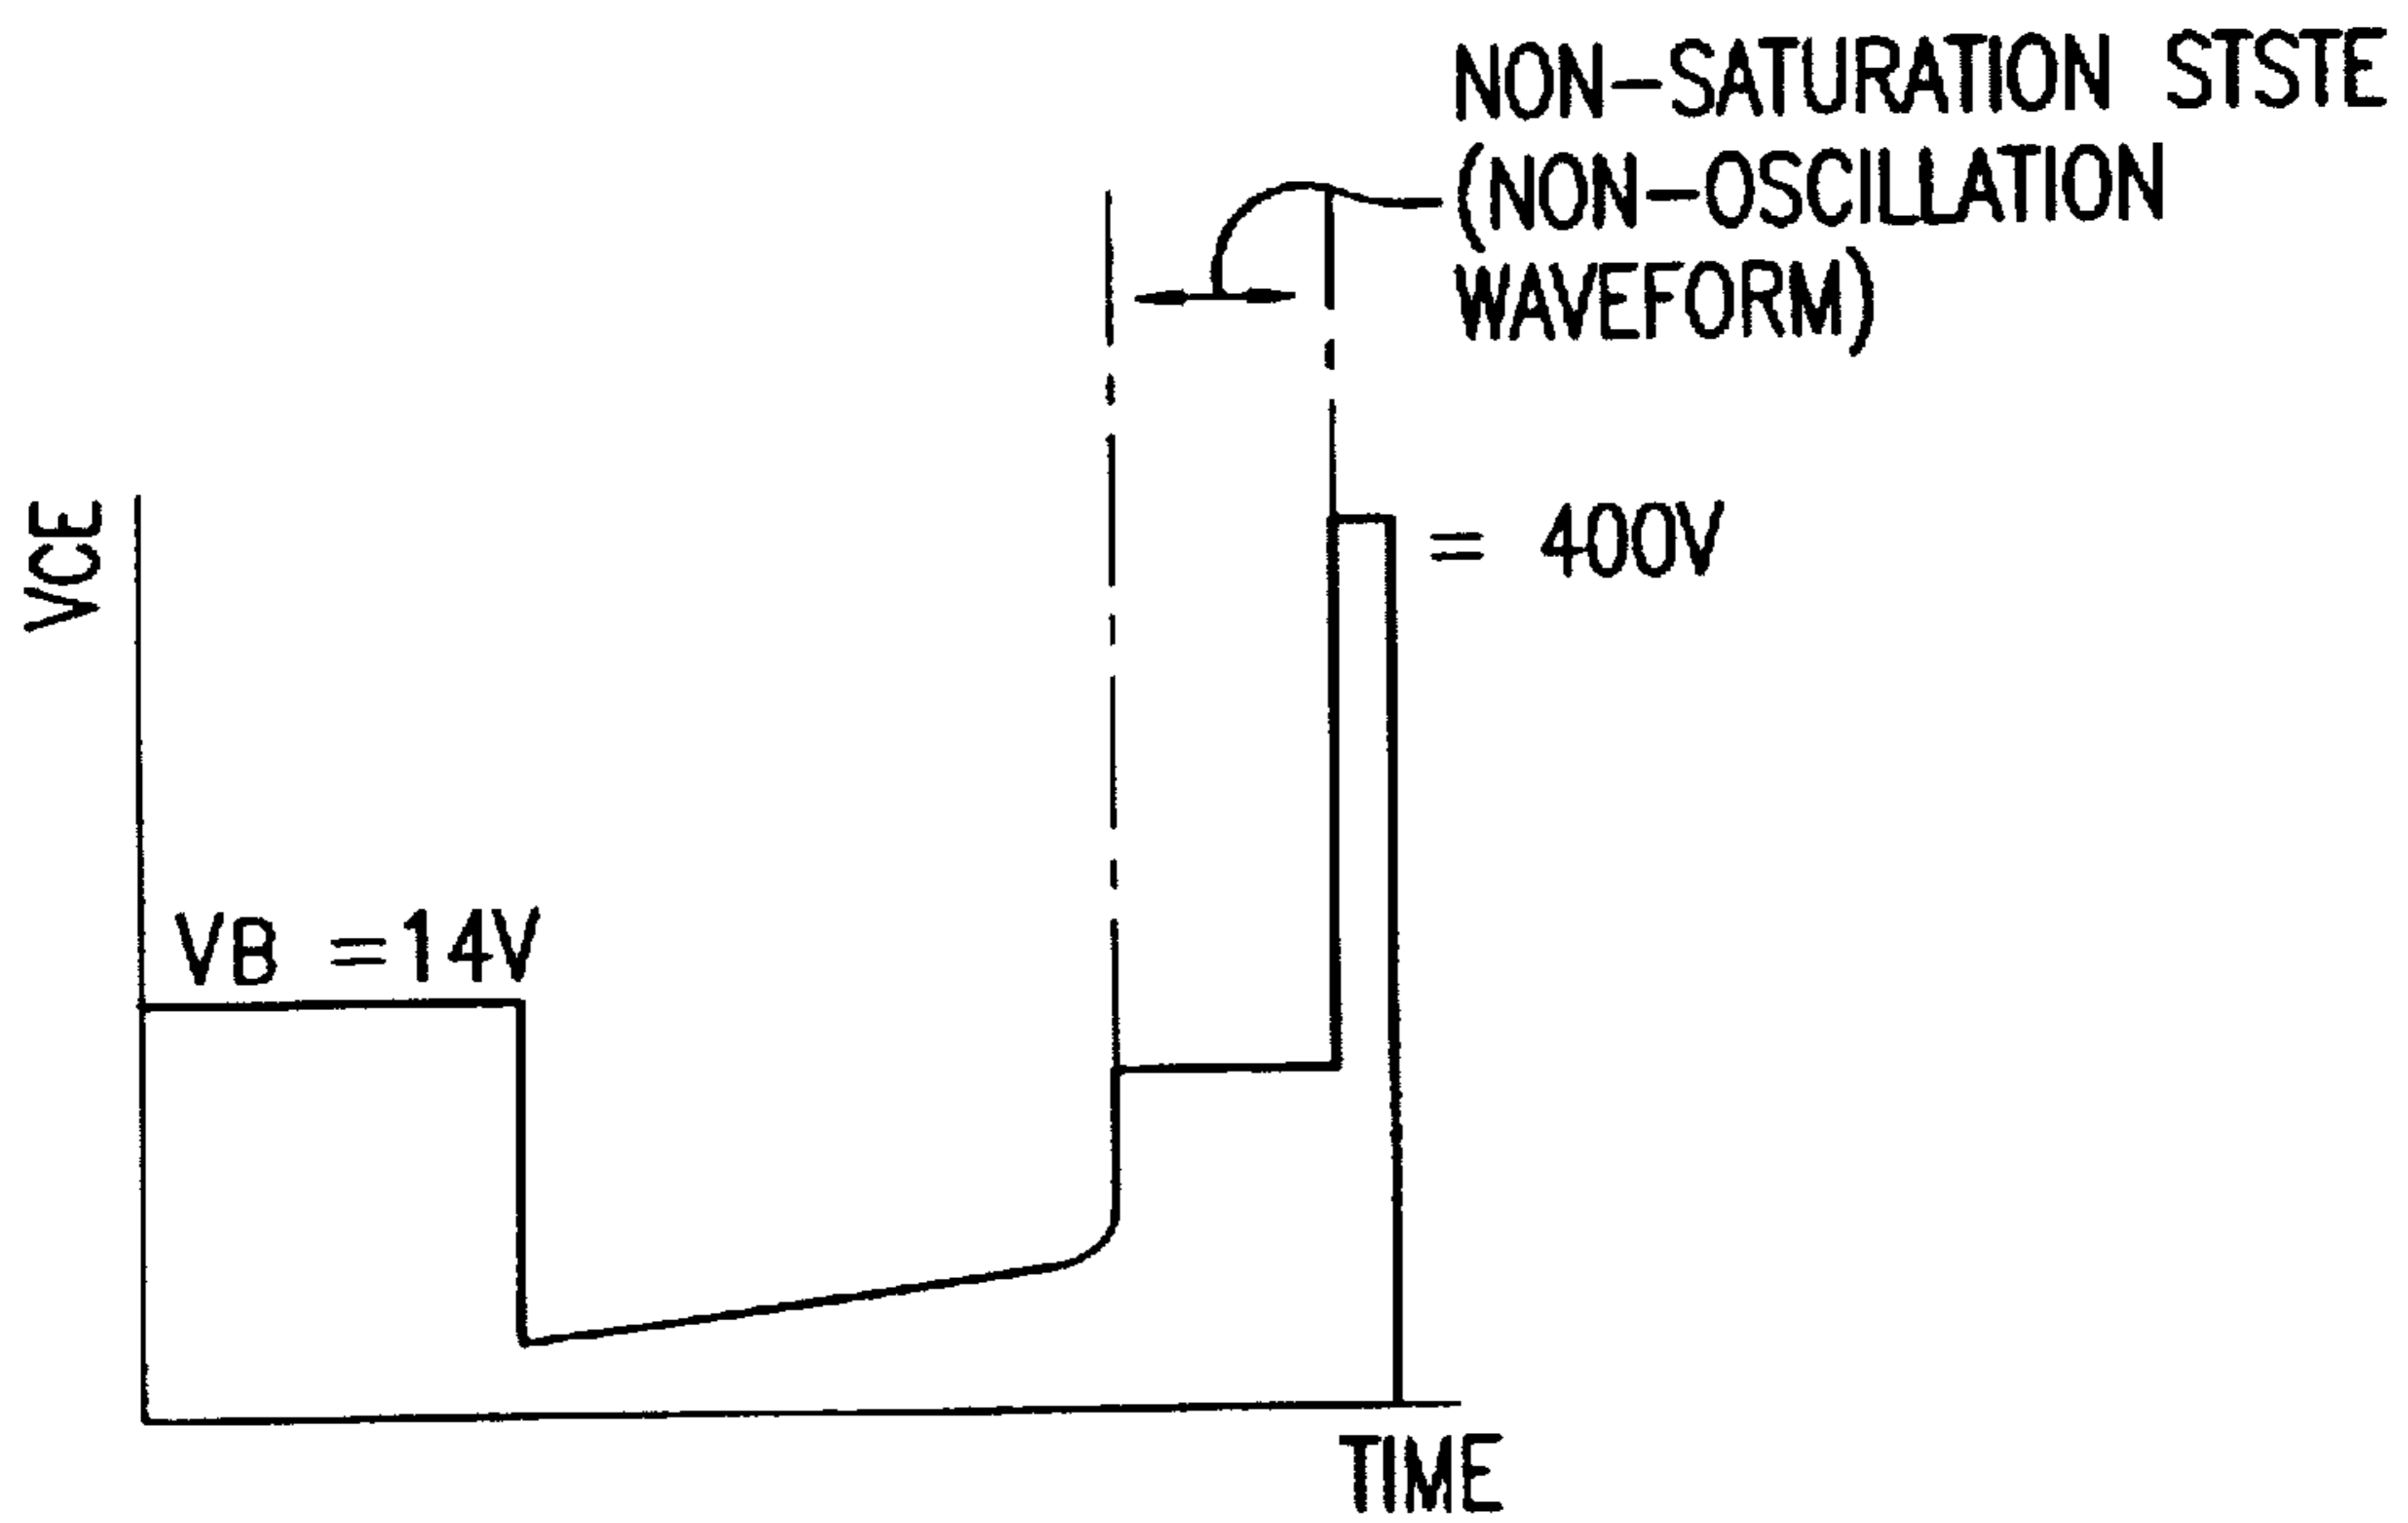 NON-SATURATION STSTE
(NON-OSCILLATION
WAVEFORM)
VCE
= 400V
VB =14V
TIME